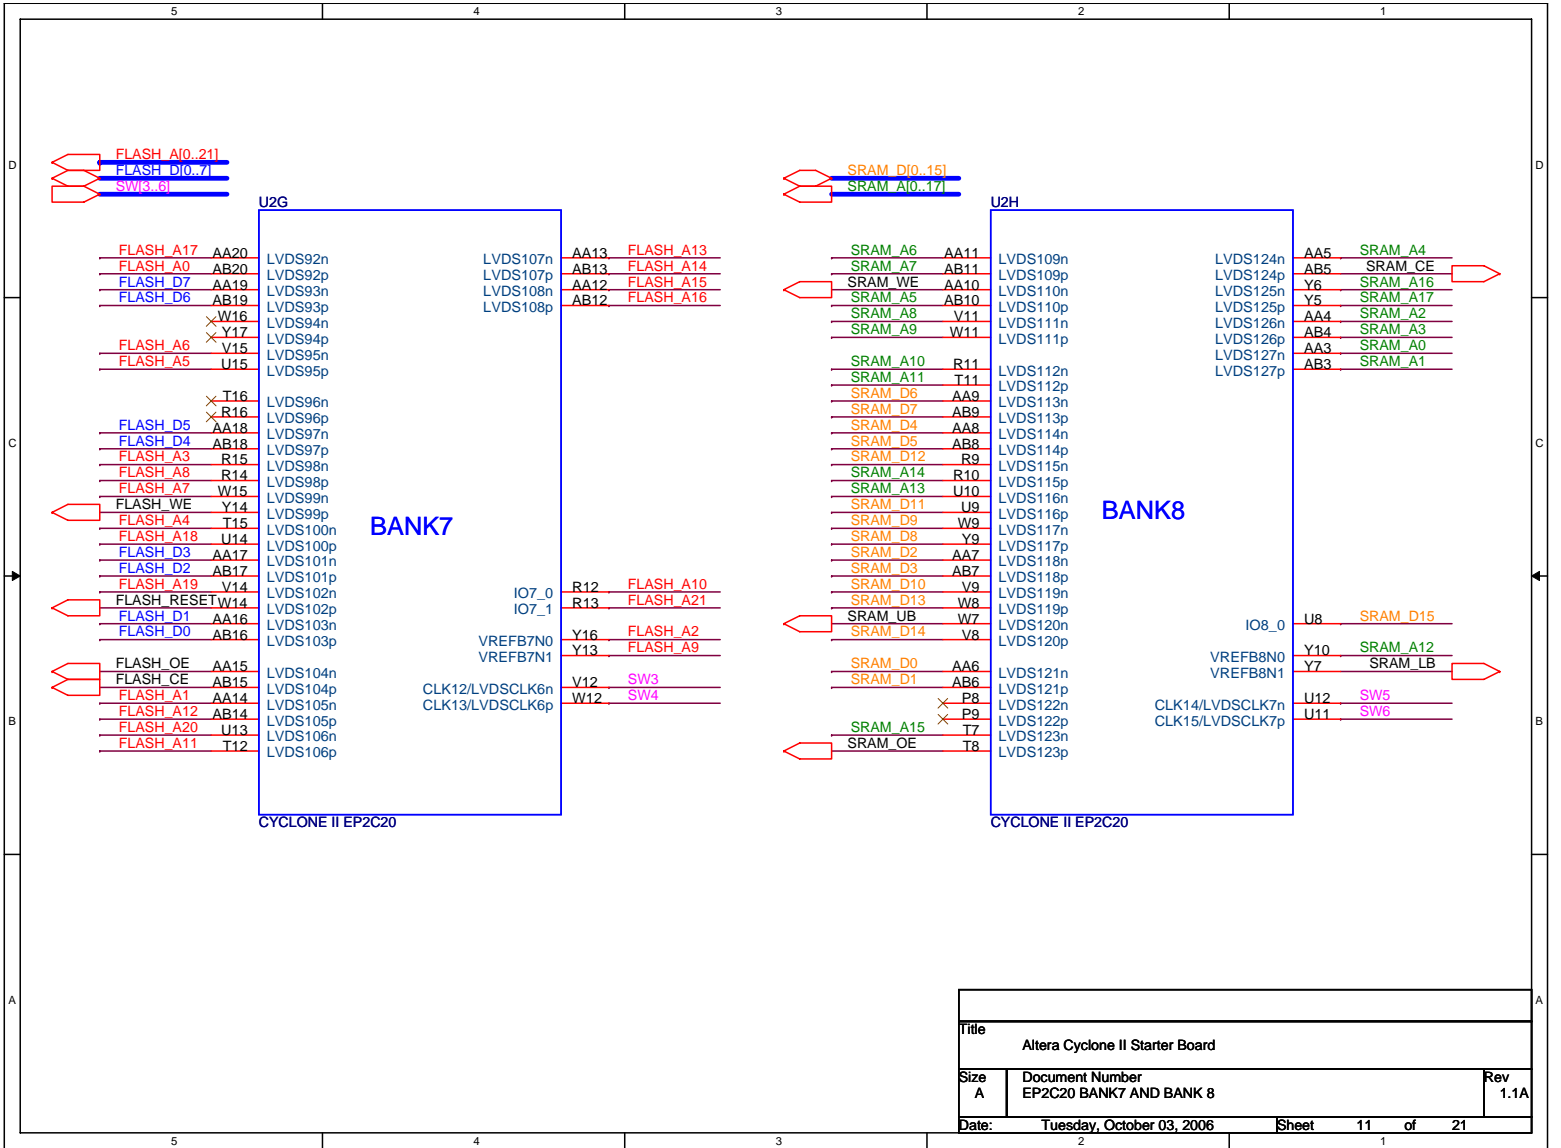 5 4 3 2 1
D D
C C
B B
A A
FLASH_A[0..21]
FLASH_D[0..7]
SW[3..6]
U2G
FLASH_A17 AA20 LVDS92n
FLASH_A0 AB20 LVDS92p
FLASH_D7 AA19 LVDS93n
FLASH_D6 AB19 LVDS93p
W16 LVDS94n
Y17 LVDS94p
FLASH_A6 V15 LVDS95n
FLASH_A5 U15 LVDS95p
T16 LVDS96n
R16 LVDS96p
FLASH_D5 AA18 LVDS97n
FLASH_D4 AB18 LVDS97p
FLASH_A3 R15 LVDS98n
FLASH_A8 R14 LVDS98p
FLASH_A7 W15 LVDS99n
FLASH_WE Y14 LVDS99p
FLASH_A4 T15 LVDS100n
FLASH_A18 U14 LVDS100p
FLASH_D3 AA17 LVDS101n
FLASH_D2 AB17 LVDS101p
FLASH_A19 V14 LVDS102n
FLASH_RESET W14 LVDS102p
FLASH_D1 AA16 LVDS103n
FLASH_D0 AB16 LVDS103p
FLASH_OE AA15 LVDS104n
FLASH_CE AB15 LVDS104p
FLASH_A1 AA14 LVDS105n
FLASH_A12 AB14 LVDS105p
FLASH_A20 U13 LVDS106n
FLASH_A11 T12 LVDS106p
BANK7
LVDS107n AA13 FLASH_A13
LVDS107p AB13 FLASH_A14
LVDS108n AA12 FLASH_A15
LVDS108p AB12 FLASH_A16
IO7_0 R12 FLASH_A10
IO7_1 R13 FLASH_A21
VREFB7N0 Y16 FLASH_A2
VREFB7N1 Y13 FLASH_A9
CLK12/LVDSCLK6n V12 SW3
CLK13/LVDSCLK6p W12 SW4
CYCLONE II EP2C20
SRAM_D[0..15]
SRAM_A[0..17]
U2H
SRAM_A6 AA11 LVDS109n
SRAM_A7 AB11 LVDS109p
SRAM_WE AA10 LVDS110n
SRAM_A5 AB10 LVDS110p
SRAM_A8 V11 LVDS111n
SRAM_A9 W11 LVDS111p
SRAM_A10 R11 LVDS112n
SRAM_A11 T11 LVDS112p
SRAM_D6 AA9 LVDS113n
SRAM_D7 AB9 LVDS113p
SRAM_D4 AA8 LVDS114n
SRAM_D5 AB8 LVDS114p
SRAM_D12 R9 LVDS115n
SRAM_A14 R10 LVDS115p
SRAM_A13 U10 LVDS116n
SRAM_D11 U9 LVDS116p
SRAM_D9 W9 LVDS117n
SRAM_D8 Y9 LVDS117p
SRAM_D2 AA7 LVDS118n
SRAM_D3 AB7 LVDS118p
SRAM_D10 V9 LVDS119n
SRAM_D13 W8 LVDS119p
SRAM_UB W7 LVDS120n
SRAM_D14 V8 LVDS120p
SRAM_D0 AA6 LVDS121n
SRAM_D1 AB6 LVDS121p
P8 LVDS122n
P9 LVDS122p
SRAM_A15 T7 LVDS123n
SRAM_OE T8 LVDS123p
BANK8
LVDS124n AA5 SRAM_A4
LVDS124p AB5 SRAM_CE
LVDS125n Y6 SRAM_A16
LVDS125p Y5 SRAM_A17
LVDS126n AA4 SRAM_A2
LVDS126p AB4 SRAM_A3
LVDS127n AA3 SRAM_A0
LVDS127p AB3 SRAM_A1
IO8_0 U8 SRAM_D15
VREFB8N0 Y10 SRAM_A12
VREFB8N1 Y7 SRAM_LB
CLK14/LVDSCLK7n U12 SW5
CLK15/LVDSCLK7p U11 SW6
CYCLONE II EP2C20
Title
Altera Cyclone II Starter Board
Size Document Number Rev
A EP2C20 BANK7 AND BANK 8 1.1A
Date: Tuesday, October 03, 2006 Sheet 11 of 21
5 4 3 2 1